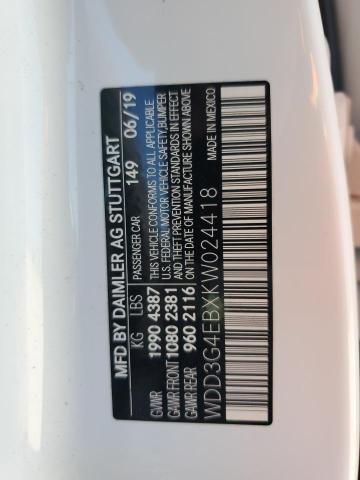 MFD BY DAIMLER AG STUTTGART
KG LBS PASSENGER CAR 149 06/19
GVWR 1990 4387 THIS VEHICLE CONFORMS TO ALL APPLICABLE
U.S. FEDERAL MOTOR VEHICLE SAFETY, BUMPER
GAWR FRONT 1080 2381 AND THEFT PREVENTION STANDARDS IN EFFECT
GAWR REAR 960 2116 ON THE DATE OF MANUFACTURE SHOWN ABOVE
WDD3G4EBXKW024418 MADE IN MEXICO